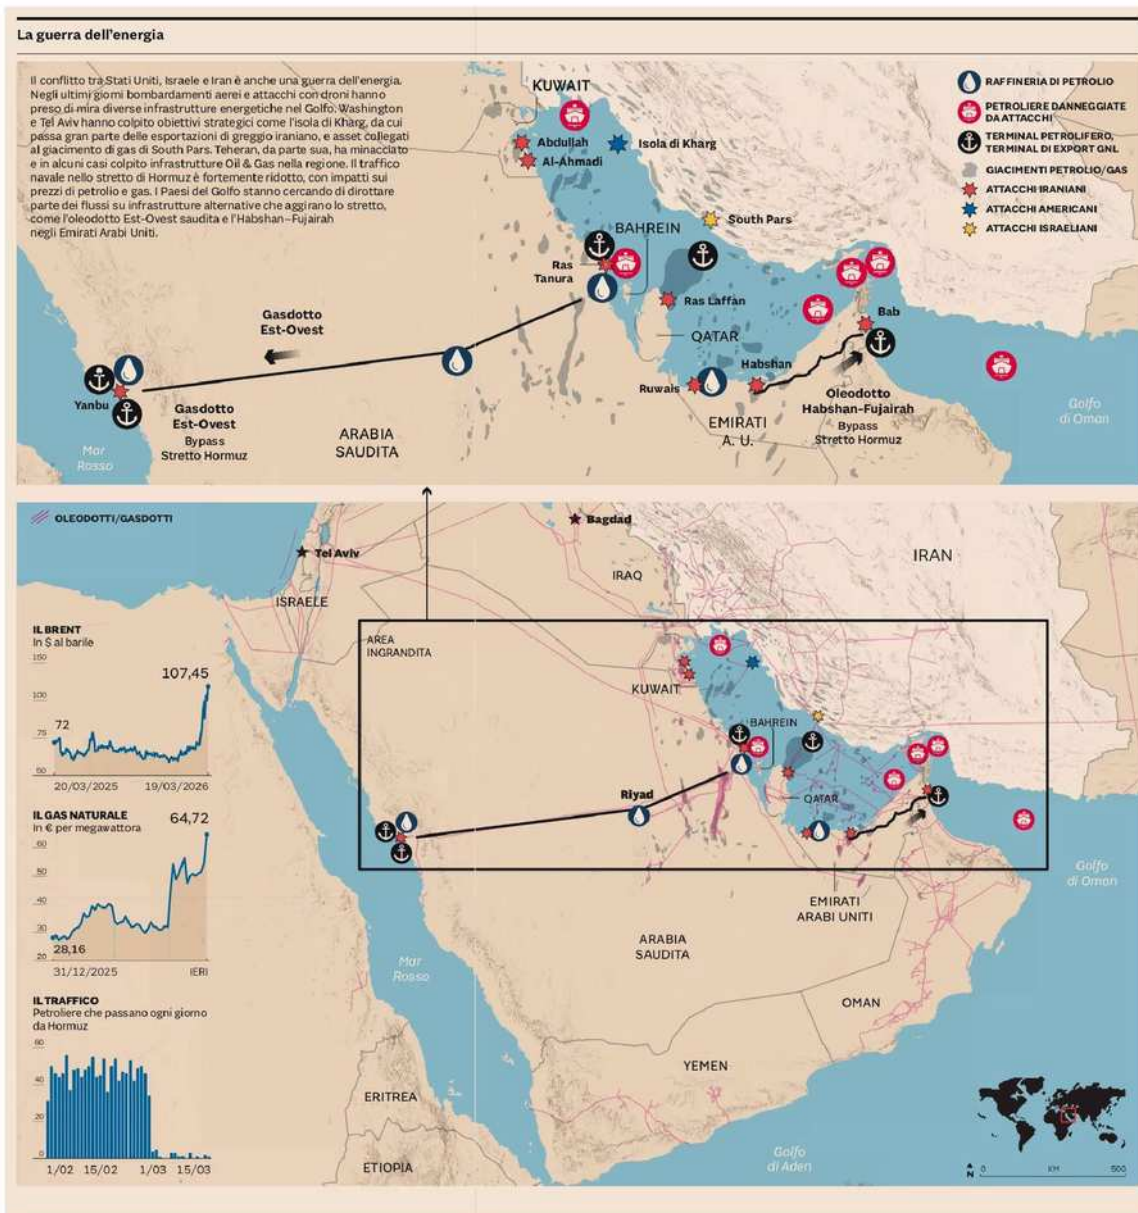 La guerra dell'energia
Il conflitto tra Stati Uniti, Israele e Iran è anche una guerra dell'energia.
Negli ultimi giorni bombardamenti aerei e attacchi con droni hanno
preso di mira diverse infrastrutture energetiche nel Golfo. Washington
e Tel Aviv hanno colpito obiettivi strategici come l'isola di Kharg, da cui
passa gran parte delle esportazioni di greggio iraniano, e asset collegati
al giacimento di gas di South Pars. Teheran, da parte sua, ha minacciato
e in alcuni casi colpito infrastrutture Oil & Gas nella regione. Il traffico
navale nello stretto di Hormuz è fortemente ridotto, con impatti sui
prezzi di petrolio e gas. I Paesi del Golfo stanno cercando di dirottare
parte dei flussi su infrastrutture alternative che aggirano lo stretto,
come l'oleodotto Est-Ovest saudita e l'Habshan–Fujairah
negli Emirati Arabi Uniti.
RAFFINERIA DI PETROLIO
PETROLIERE DANNEGGIATE
DA ATTACCHI
TERMINAL PETROLIFERO,
TERMINAL DI EXPORT GNL
GIACIMENTI PETROLIO/GAS
ATTACCHI IRANIANI
ATTACCHI AMERICANI
ATTACCHI ISRAELIANI
KUWAIT
Abdullah
Al-Ahmadi
Isola di Kharg
South Pars
BAHREIN
Ras
Tanura
Ras Laffan
QATAR
Bab
Habshan
Ruwais
Gasdotto
Est-Ovest
Yanbu
Gasdotto
Est-Ovest
Bypass
Stretto Hormuz
Mar
Rosso
ARABIA
SAUDITA
EMIRATI
A. U.
Oleodotto
Habshan-Fujairah
Bypass
Stretto Hormuz
Golfo
di Oman
OLEODOTTI/GASDOTTI
Tel Aviv
Bagdad
ISRAELE
IRAQ
IRAN
AREA
INGRANDITA
KUWAIT
BAHREIN
Riyad
QATAR
EMIRATI
ARABI UNITI
Golfo
di Oman
ARABIA
SAUDITA
Mar
Rosso
OMAN
YEMEN
ERITREA
ETIOPIA
Golfo
di Aden
IL BRENT
In $ al barile
150
107,45
100
72
75
20/03/2025 19/03/2026
IL GAS NATURALE
In € per megawattora
64,72
60
50
40
30
28,16
20
31/12/2025 IERI
IL TRAFFICO
Petroliere che passano ogni giorno
da Hormuz
60
40
20
0
1/02 15/02 1/03 15/03
N
0 KM 500